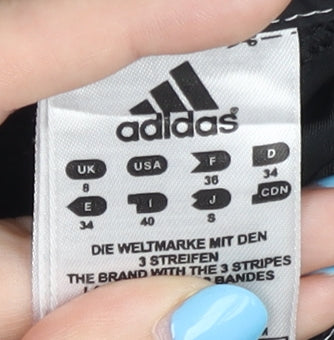 adidas®
UK USA F D
8 36 34
E I J CDN
34 40 S
DIE WELTMARKE MIT DEN
3 STREIFEN
THE BRAND WITH THE 3 STRIPES
BANDES